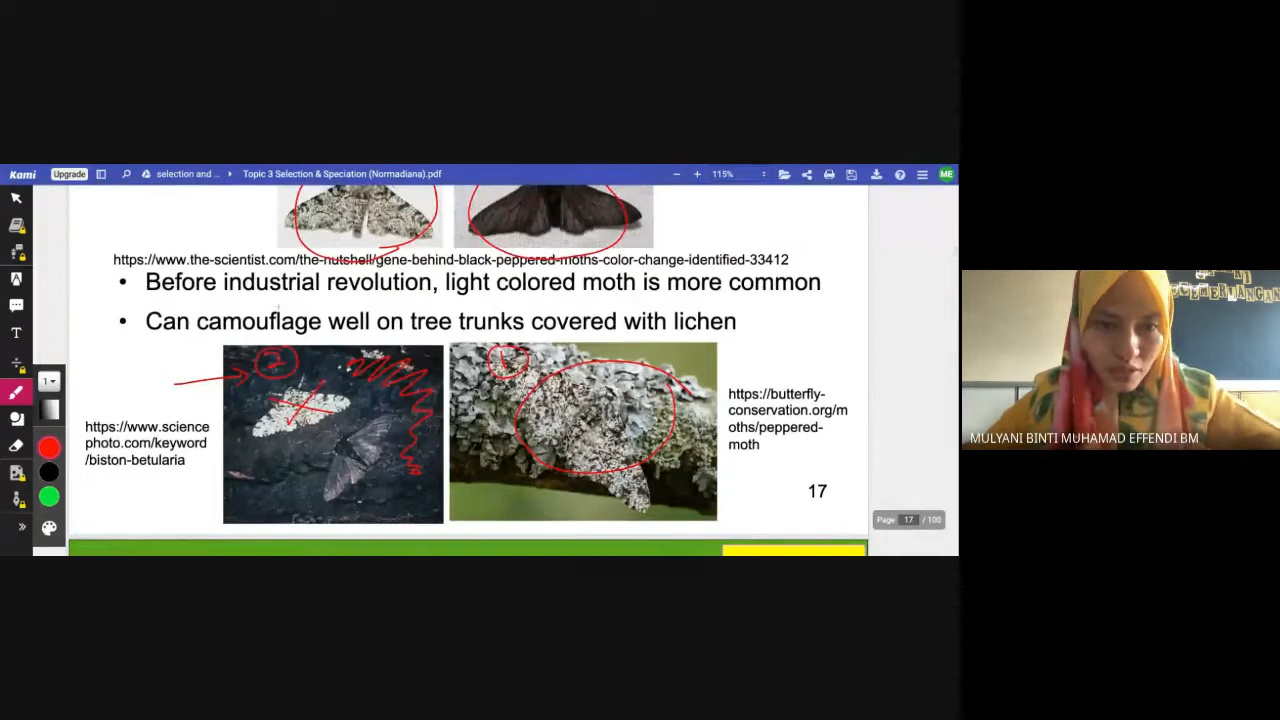 Kami
Upgrade
selection and ...
Topic 3 Selection & Speciation (Normadiana).pdf
115%
ME
https://www.the-scientist.com/the-nutshell/gene-behind-black-peppered-moths-color-change-identified-33412
• Before industrial revolution, light colored moth is more common
• Can camouflage well on tree trunks covered with lichen
2
1
1
https://www.science
photo.com/keyword
/biston-betularia
https://butterfly-
conservation.org/m
oths/peppered-
moth
17
Page 17 / 100
MULYANI BINTI MUHAMAD EFFENDI BM